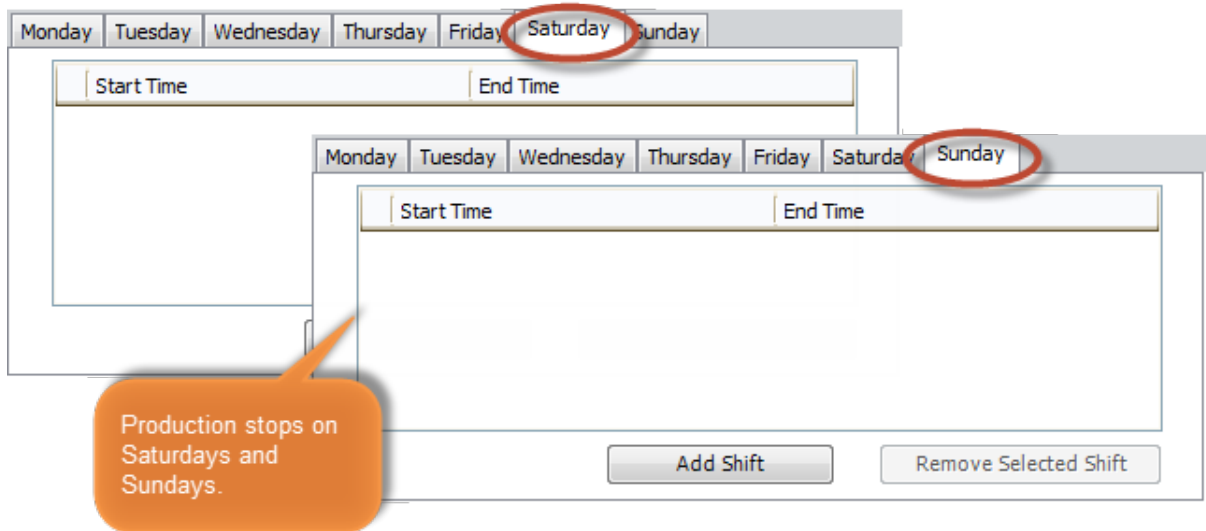 Monday Tuesday Wednesday Thursday Friday Saturday Sunday
Start Time End Time
Monday Tuesday Wednesday Thursday Friday Saturday Sunday
Start Time End Time
Production stops on
Saturdays and
Sundays.
Add Shift Remove Selected Shift